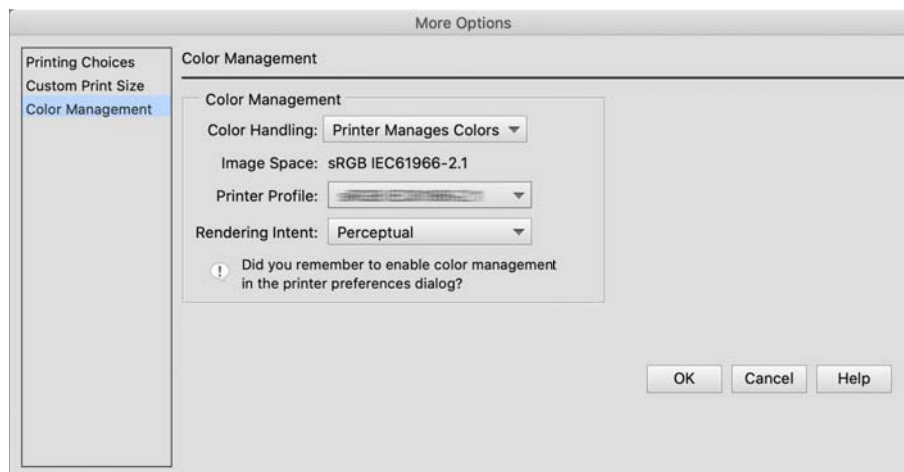 More Options
Printing Choices
Custom Print Size
Color Management
Color Management
Color Management
Color Handling: Printer Manages Colors
Image Space: sRGB IEC61966-2.1
Printer Profile:
Rendering Intent: Perceptual
! Did you remember to enable color management
in the printer preferences dialog?
OK Cancel Help